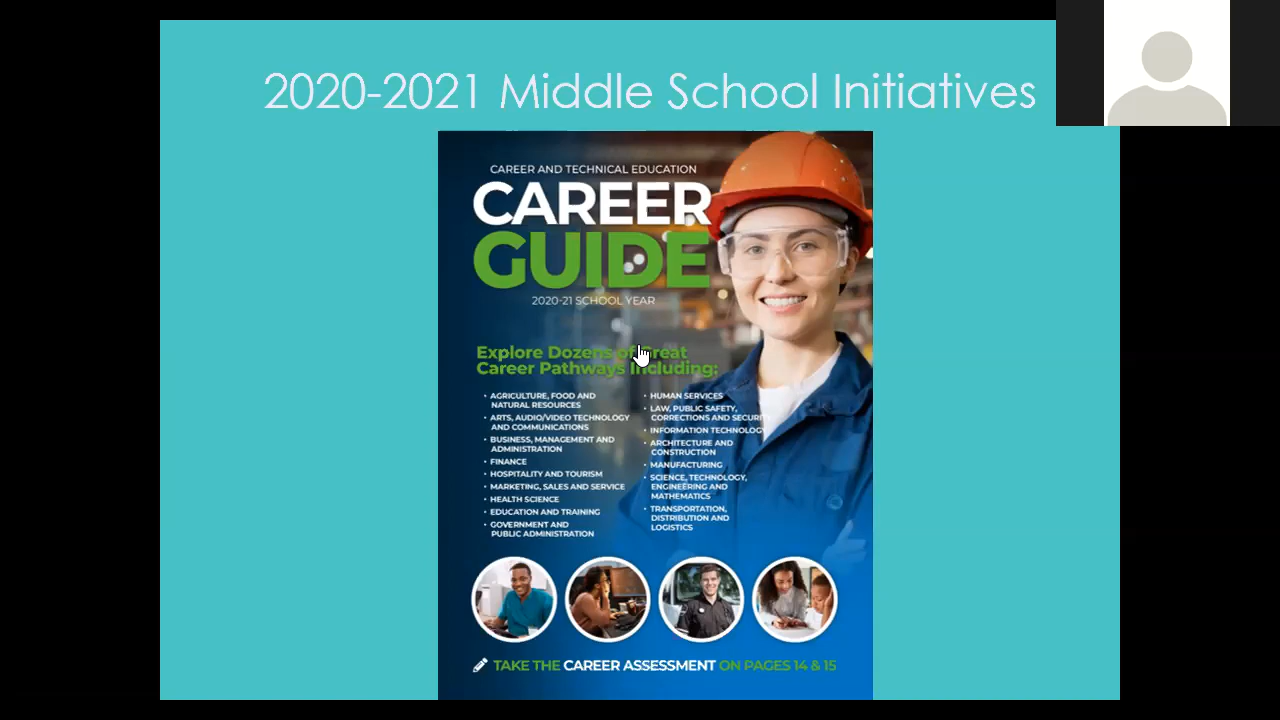 2020-2021 Middle School Initiatives
CAREER AND TECHNICAL EDUCATION
CAREER
GUIDE
2020-21 SCHOOL YEAR
Explore Dozens of Great
Career Pathways Including:
• AGRICULTURE, FOOD AND
NATURAL RESOURCES
• ARTS, AUDIO/VIDEO TECHNOLOGY
AND COMMUNICATIONS
• BUSINESS, MANAGEMENT AND
ADMINISTRATION
• FINANCE
• HOSPITALITY AND TOURISM
• MARKETING, SALES AND SERVICE
• HEALTH SCIENCE
• EDUCATION AND TRAINING
• GOVERNMENT AND
PUBLIC ADMINISTRATION
• HUMAN SERVICES
• LAW, PUBLIC SAFETY,
CORRECTIONS AND SECURITY
• INFORMATION TECHNOLOGY
• ARCHITECTURE AND
CONSTRUCTION
• MANUFACTURING
• SCIENCE, TECHNOLOGY,
ENGINEERING AND
MATHEMATICS
• TRANSPORTATION,
DISTRIBUTION AND
LOGISTICS
TAKE THE CAREER ASSESSMENT ON PAGES 14 & 15